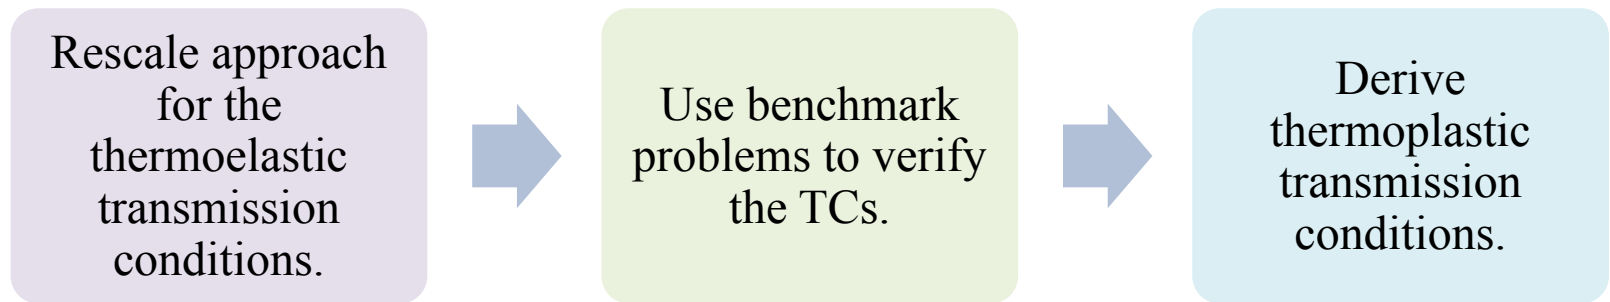 Rescale approach
for the
thermoelastic
transmission
conditions.
Use benchmark
problems to verify
the TCs.
Derive
thermoplastic
transmission
conditions.